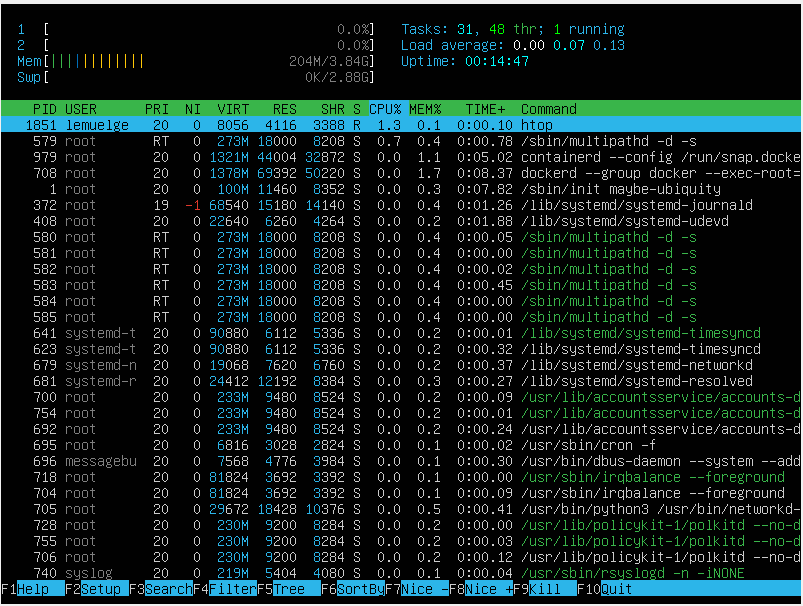 1 [ 0.0%] Tasks: 31, 48 thr; 1 running
2 [ 0.0%] Load average: 0.00 0.07 0.13
Mem[|||||||||||| 204M/3.84G] Uptime: 00:14:47
Swp[ 0K/2.88G]
PID USER PRI NI VIRT RES SHR S CPU% MEM% TIME+ Command
1851 lemuelge 20 0 8056 4116 3388 R 1.3 0.1 0:00.10 htop
579 root RT 0 273M 18000 8208 S 0.7 0.4 0:00.78 /sbin/multipathd -d -s
979 root 20 0 1321M 44004 32872 S 0.0 1.1 0:05.02 containerd --config /run/snap.docke
708 root 20 0 1378M 69392 50220 S 0.0 1.7 0:08.37 dockerd --group docker --exec-root=
1 root 20 0 100M 11460 8352 S 0.0 0.3 0:07.82 /sbin/init maybe-ubiquity
372 root 19 -1 68540 15180 14140 S 0.0 0.4 0:01.26 /lib/systemd/systemd-journald
408 root 20 0 22640 6260 4264 S 0.0 0.2 0:01.88 /lib/systemd/systemd-udevd
580 root RT 0 273M 18000 8208 S 0.0 0.4 0:00.05 /sbin/multipathd -d -s
581 root RT 0 273M 18000 8208 S 0.0 0.4 0:00.00 /sbin/multipathd -d -s
582 root RT 0 273M 18000 8208 S 0.0 0.4 0:00.02 /sbin/multipathd -d -s
583 root RT 0 273M 18000 8208 S 0.0 0.4 0:00.45 /sbin/multipathd -d -s
584 root RT 0 273M 18000 8208 S 0.0 0.4 0:00.00 /sbin/multipathd -d -s
585 root RT 0 273M 18000 8208 S 0.0 0.4 0:00.00 /sbin/multipathd -d -s
641 systemd-t 20 0 90880 6112 5336 S 0.0 0.2 0:00.01 /lib/systemd/systemd-timesyncd
623 systemd-t 20 0 90880 6112 5336 S 0.0 0.2 0:00.32 /lib/systemd/systemd-timesyncd
679 systemd-n 20 0 19068 7620 6760 S 0.0 0.2 0:00.37 /lib/systemd/systemd-networkd
681 systemd-r 20 0 24412 12192 8384 S 0.0 0.3 0:00.27 /lib/systemd/systemd-resolved
700 root 20 0 233M 9480 8524 S 0.0 0.2 0:00.09 /usr/lib/accountsservice/accounts-d
754 root 20 0 233M 9480 8524 S 0.0 0.2 0:00.01 /usr/lib/accountsservice/accounts-d
692 root 20 0 233M 9480 8524 S 0.0 0.2 0:00.24 /usr/lib/accountsservice/accounts-d
695 root 20 0 6816 3028 2824 S 0.0 0.1 0:00.02 /usr/sbin/cron -f
696 messagebu 20 0 7568 4776 3984 S 0.0 0.1 0:00.30 /usr/bin/dbus-daemon --system --add
718 root 20 0 81824 3692 3392 S 0.0 0.1 0:00.00 /usr/sbin/irqbalance --foreground
704 root 20 0 81824 3692 3392 S 0.0 0.1 0:00.09 /usr/sbin/irqbalance --foreground
705 root 20 0 29672 18428 10376 S 0.0 0.5 0:00.41 /usr/bin/python3 /usr/bin/networkd-
728 root 20 0 230M 9200 8284 S 0.0 0.2 0:00.00 /usr/lib/policykit-1/polkitd --no-d
755 root 20 0 230M 9200 8284 S 0.0 0.2 0:00.03 /usr/lib/policykit-1/polkitd --no-d
706 root 20 0 230M 9200 8284 S 0.0 0.2 0:00.12 /usr/lib/policykit-1/polkitd --no-d
740 syslog 20 0 219M 5404 4080 S 0.0 0.1 0:00.04 /usr/sbin/rsyslogd -n -iNONE
F1Help F2Setup F3SearchF4FilterF5Tree F6SortByF7Nice -F8Nice +F9Kill F10Quit